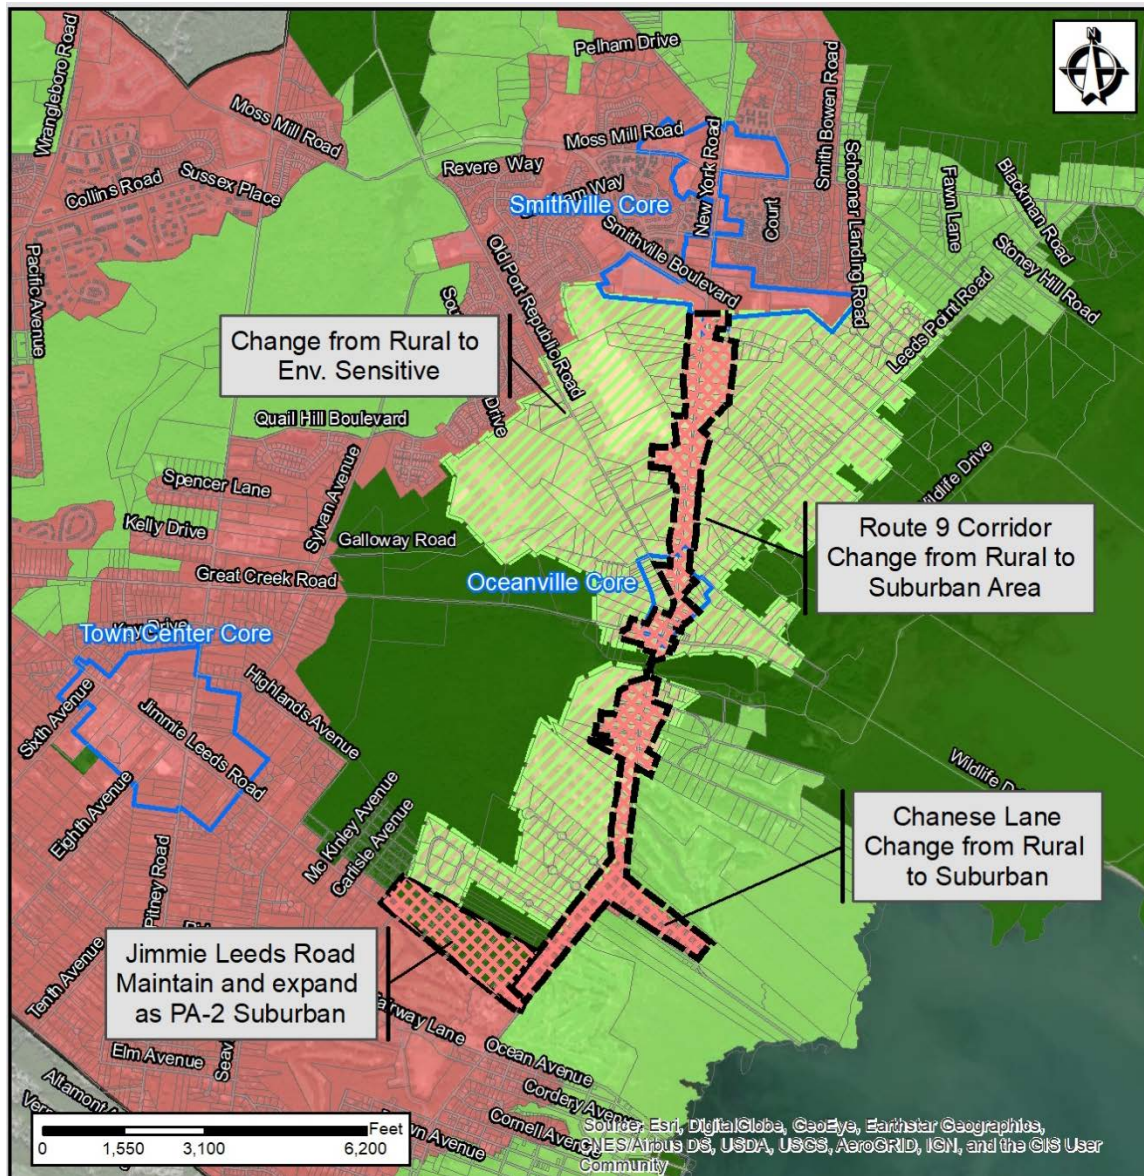 N
Pelham Drive
Wrangleboro Road
Moss Mill Road
Moss Mill Road
New York Road
Smith Bowen Road
Revere Way
Collins Road
Sussex Place
Way
Smithville Core
Court
Schooner Landing Road
Fawn Lane
Blackman Road
Stoney Hill Road
Pacific Avenue
Old Port Republic Road
Smithville Boulevard
Leeds Point Road
Change from Rural to
Env. Sensitive
Drive
Quail Hill Boulevard
Spencer Lane
Sylvan Avenue
Kelly Drive
Galloway Road
Wildlife Drive
Route 9 Corridor
Change from Rural to
Suburban Area
Great Creek Road
Oceanville Core
Town Center Core
Highlands Avenue
Sixth Avenue
Jimmie Leeds Road
Eighth Avenue
Mc Kinley Avenue
Carlisle Avenue
Wildlife
Chanese Lane
Change from Rural
to Suburban
Pitney Road
Tenth Avenue
Jimmie Leeds Road
Maintain and expand
as PA-2 Suburban
Lane
Ocean Avenue
Elm Avenue
Cordery Avenue
Cornell Avenue
Avenue
Altamont
Feet
0 1,550 3,100 6,200
Source: Esri, DigitalGlobe, GeoEye, Earthstar Geographics,
CNES/Airbus DS, USDA, USGS, AeroGRID, IGN, and the GIS User
Community